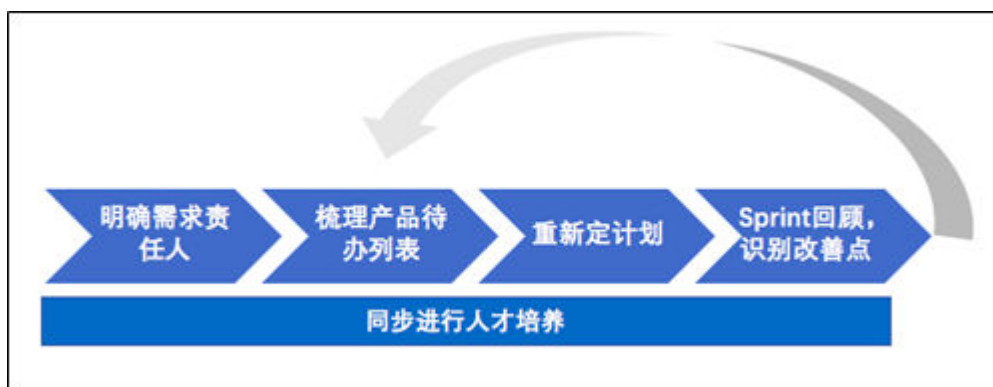 明确需求责
任人
梳理产品待
办列表
重新定计划
Sprint回顾，
识别改善点
同步进行人才培养